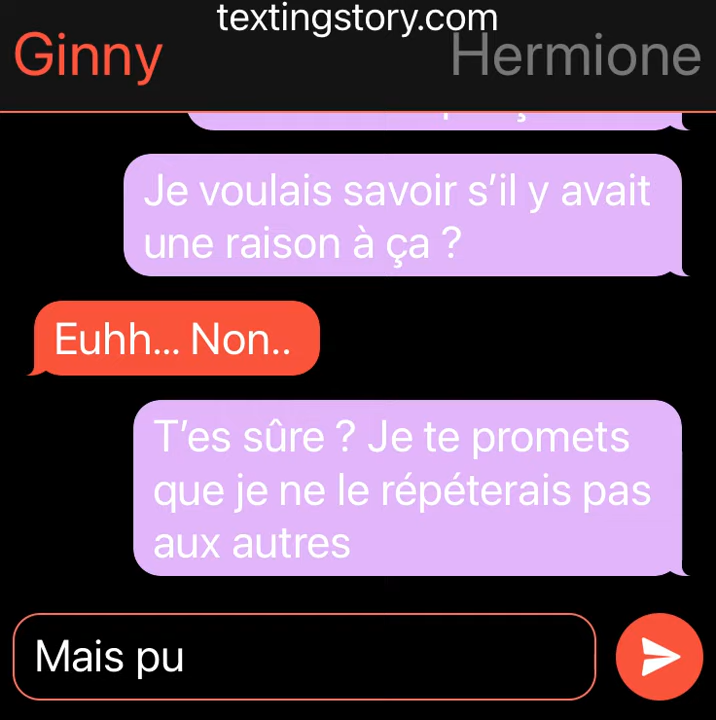 textingstory.com
Ginny Hermione
Je voulais savoir s’il y avait
une raison à ça ?
Euhh... Non..
T’es sûre ? Je te promets
que je ne le répéterais pas
aux autres
Mais pu